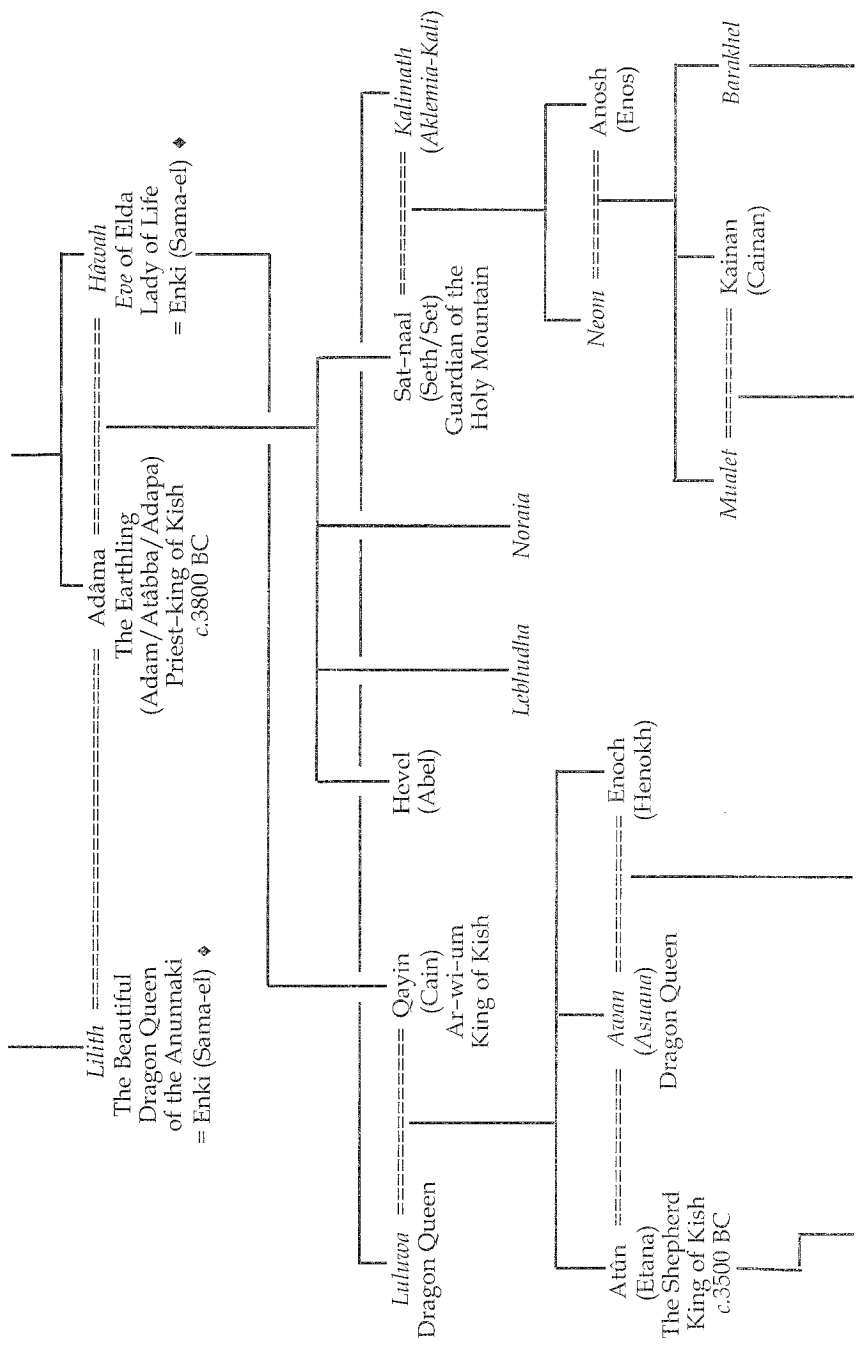 Lilith ============ Adâma ============ Hâwah
The Beautiful
Dragon Queen
of the Anunnaki
= Enki (Sama-el) ◆
The Earthling
(Adam/Atâbba/Adapa)
Priest-king of Kish
c.3800 BC
Eve of Elda
Lady of Life
= Enki (Sama-el) ◆
Luluwa ============ Qayin
Dragon Queen
(Cain)
Ar-wi-um
King of Kish
Hevel
(Abel)
Lebhudha
Noraia
Sat-naal ============ Kalimath
(Seth/Set)
Guardian of the
Holy Mountain
(Aklemia-Kali)
Atûn ============ Awan ============ Enoch
(Etana)
The Shepherd
King of Kish
c.3500 BC
(Asuana)
Dragon Queen
(Henokh)
Neom ============ Anosh
(Enos)
Mualet ============ Kainan
(Cainan)
Barakhel